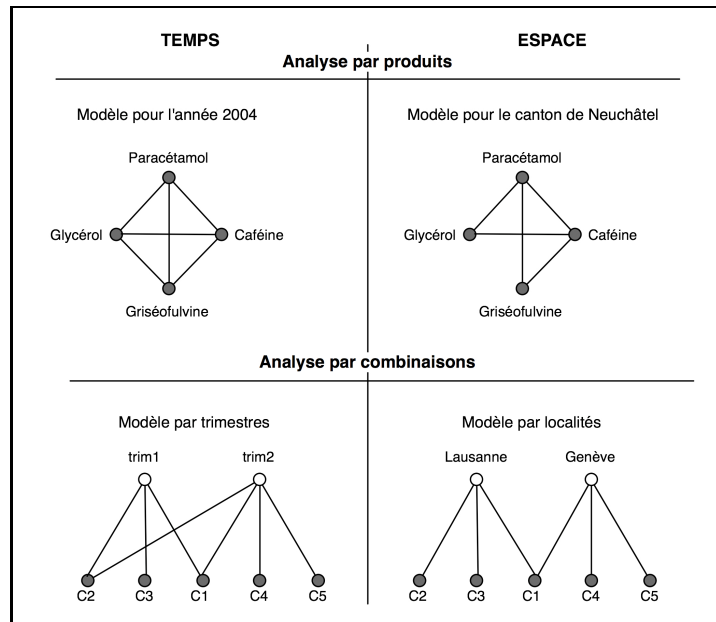 TEMPS ESPACE
Analyse par produits
Modèle pour l'année 2004 Modèle pour le canton de Neuchâtel
Paracétamol Paracétamol
Glycérol Caféine Glycérol Caféine
Griséofulvine Griséofulvine
Analyse par combinaisons
Modèle par trimestres Modèle par localités
trim1 trim2 Lausanne Genève
C2 C3 C1 C4 C5 C2 C3 C1 C4 C5